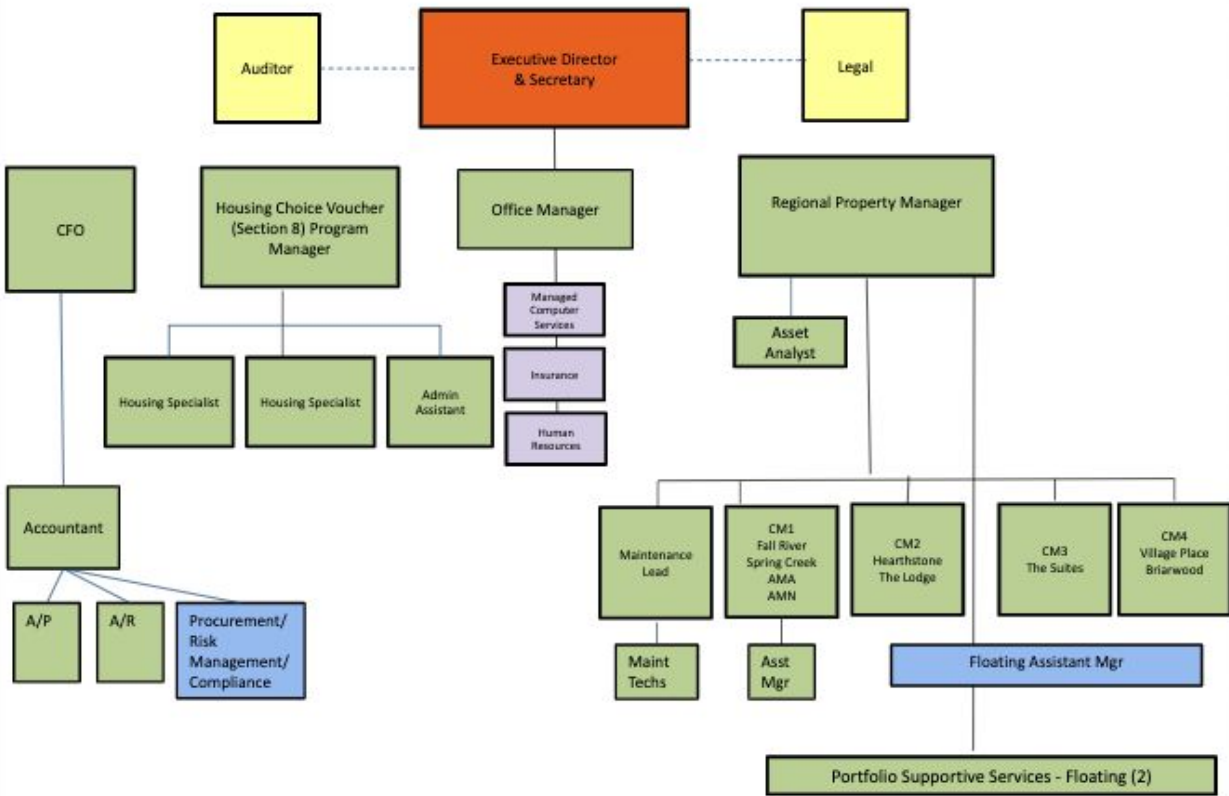 Auditor
Executive Director
& Secretary
Legal
CFO
Housing Choice Voucher
(Section 8) Program
Manager
Office Manager
Regional Property Manager
Managed
Computer
Services
Insurance
Human
Resources
Asset
Analyst
Housing Specialist
Housing Specialist
Admin
Assistant
Accountant
A/P
A/R
Procurement/
Risk
Management/
Compliance
Maintenance
Lead
CM1
Fall River
Spring Creek
AMA
AMN
CM2
Hearthstone
The Lodge
CM3
The Suites
CM4
Village Place
Briarwood
Maint
Techs
Asst
Mgr
Floating Assistant Mgr
Portfolio Supportive Services - Floating (2)